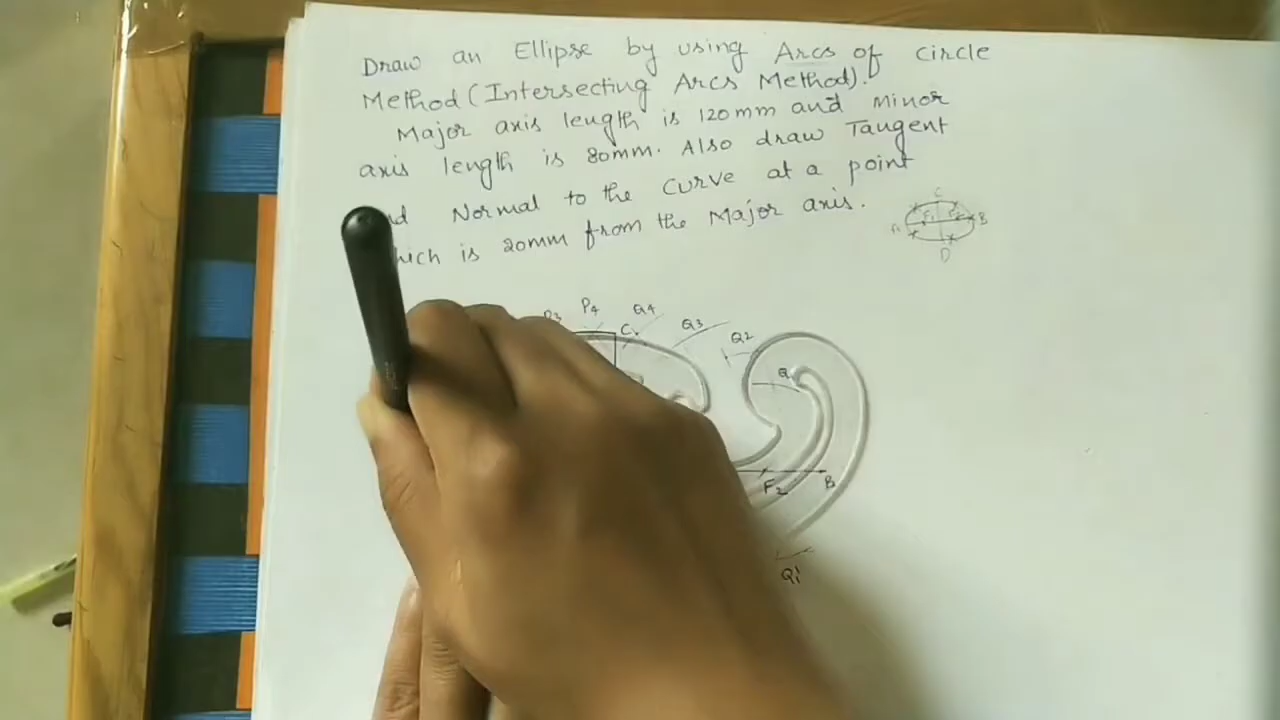 Draw an Ellipse by using Arcs of circle
Method (Intersecting Arcs Method).
Major axis length is 120mm and Minor
axis length is 80mm. Also draw Tangent
Normal to the Curve at a point
is 20mm from the Major axis.
C
A F1 B
D
P3 P4 C Q4 Q3 Q2
F2 B
Q1'